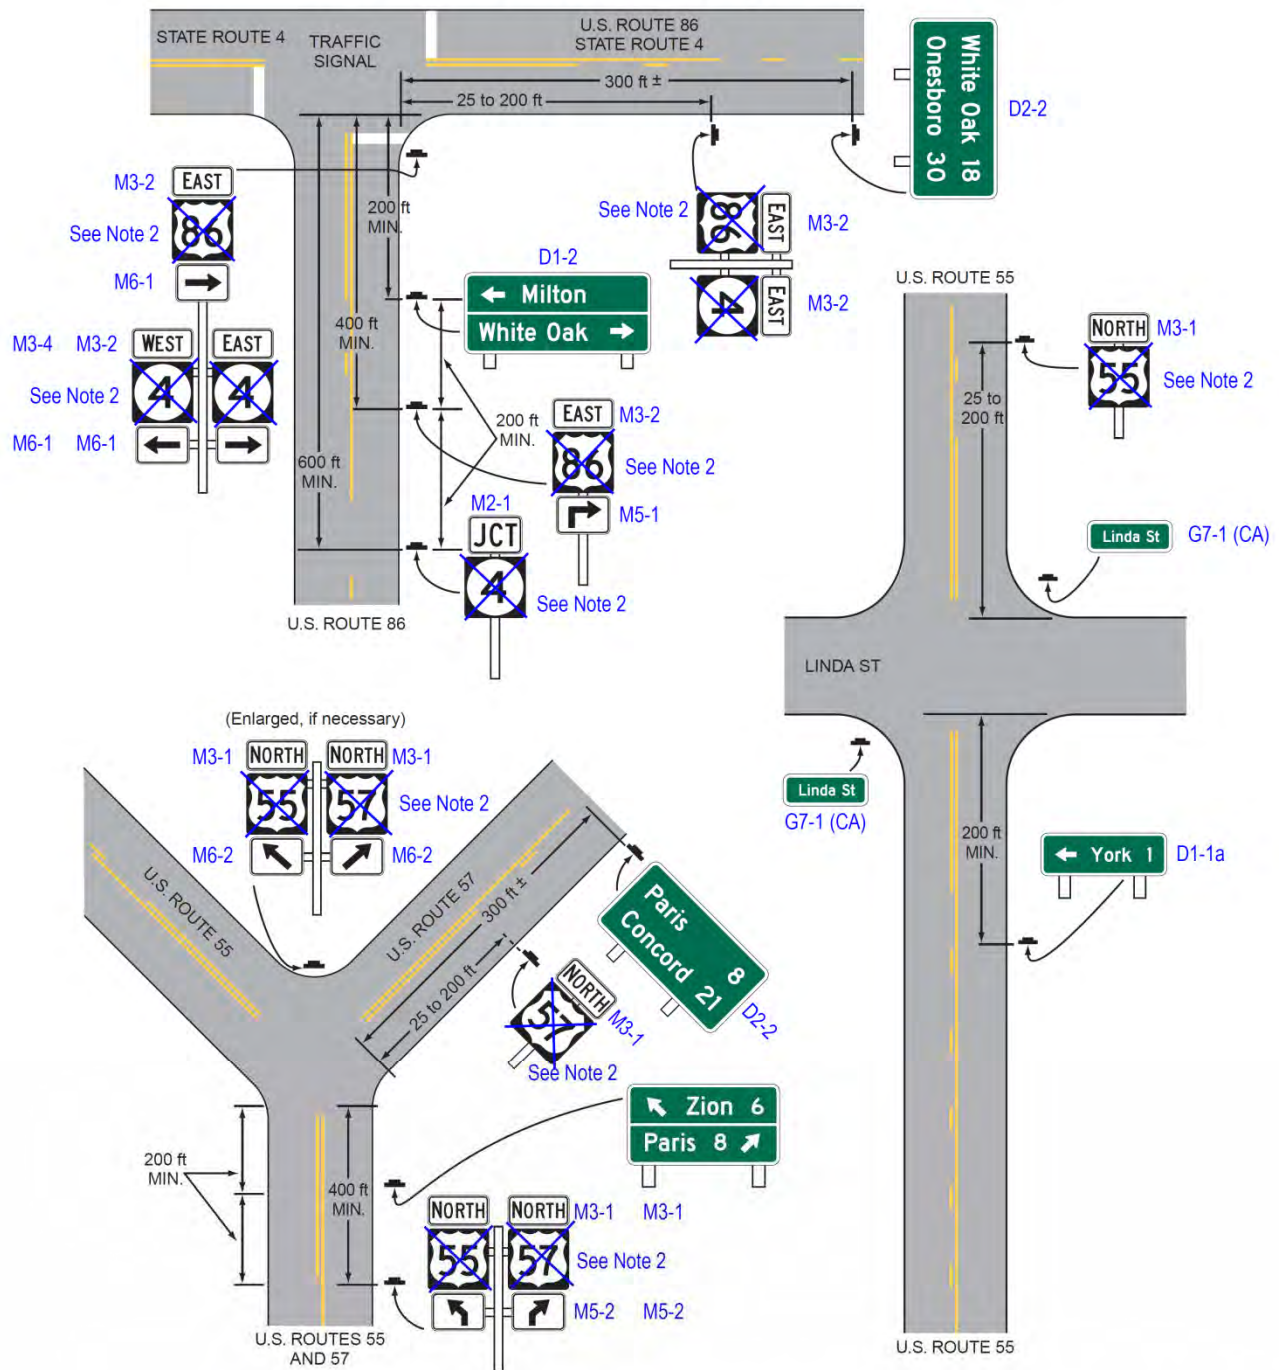 STATE ROUTE 4
TRAFFIC
SIGNAL
U.S. ROUTE 86
STATE ROUTE 4
300 ft ±
25 to 200 ft
White Oak 18
Onesboro 30
D2-2
M3-2
EAST
See Note 2
86
M6-1
200 ft
MIN.
D1-2
Milton
White Oak
See Note 2
86
EAST
M3-2
4
EAST
M3-2
M3-4 M3-2
WEST
EAST
See Note 2
4
4
M6-1 M6-1
400 ft
MIN.
600 ft
MIN.
200 ft
MIN.
EAST
M3-2
86
See Note 2
M5-1
M2-1
JCT
4
See Note 2
U.S. ROUTE 86
U.S. ROUTE 55
NORTH
M3-1
55
See Note 2
25 to
200 ft
Linda St
G7-1 (CA)
LINDA ST
Linda St
G7-1 (CA)
200 ft
MIN.
York 1
D1-1a
U.S. ROUTE 55
(Enlarged, if necessary)
M3-1
NORTH
NORTH
M3-1
55
57
See Note 2
M6-2
M6-2
U.S. ROUTE 55
U.S. ROUTE 57
300 ft ±
25 to 200 ft
Paris 8
Concord 21
D2-2
NORTH
M3-1
57
See Note 2
Zion 6
Paris 8
200 ft
MIN.
400 ft
MIN.
NORTH
NORTH
M3-1 M3-1
55
57
See Note 2
M5-2 M5-2
U.S. ROUTES 55
AND 57